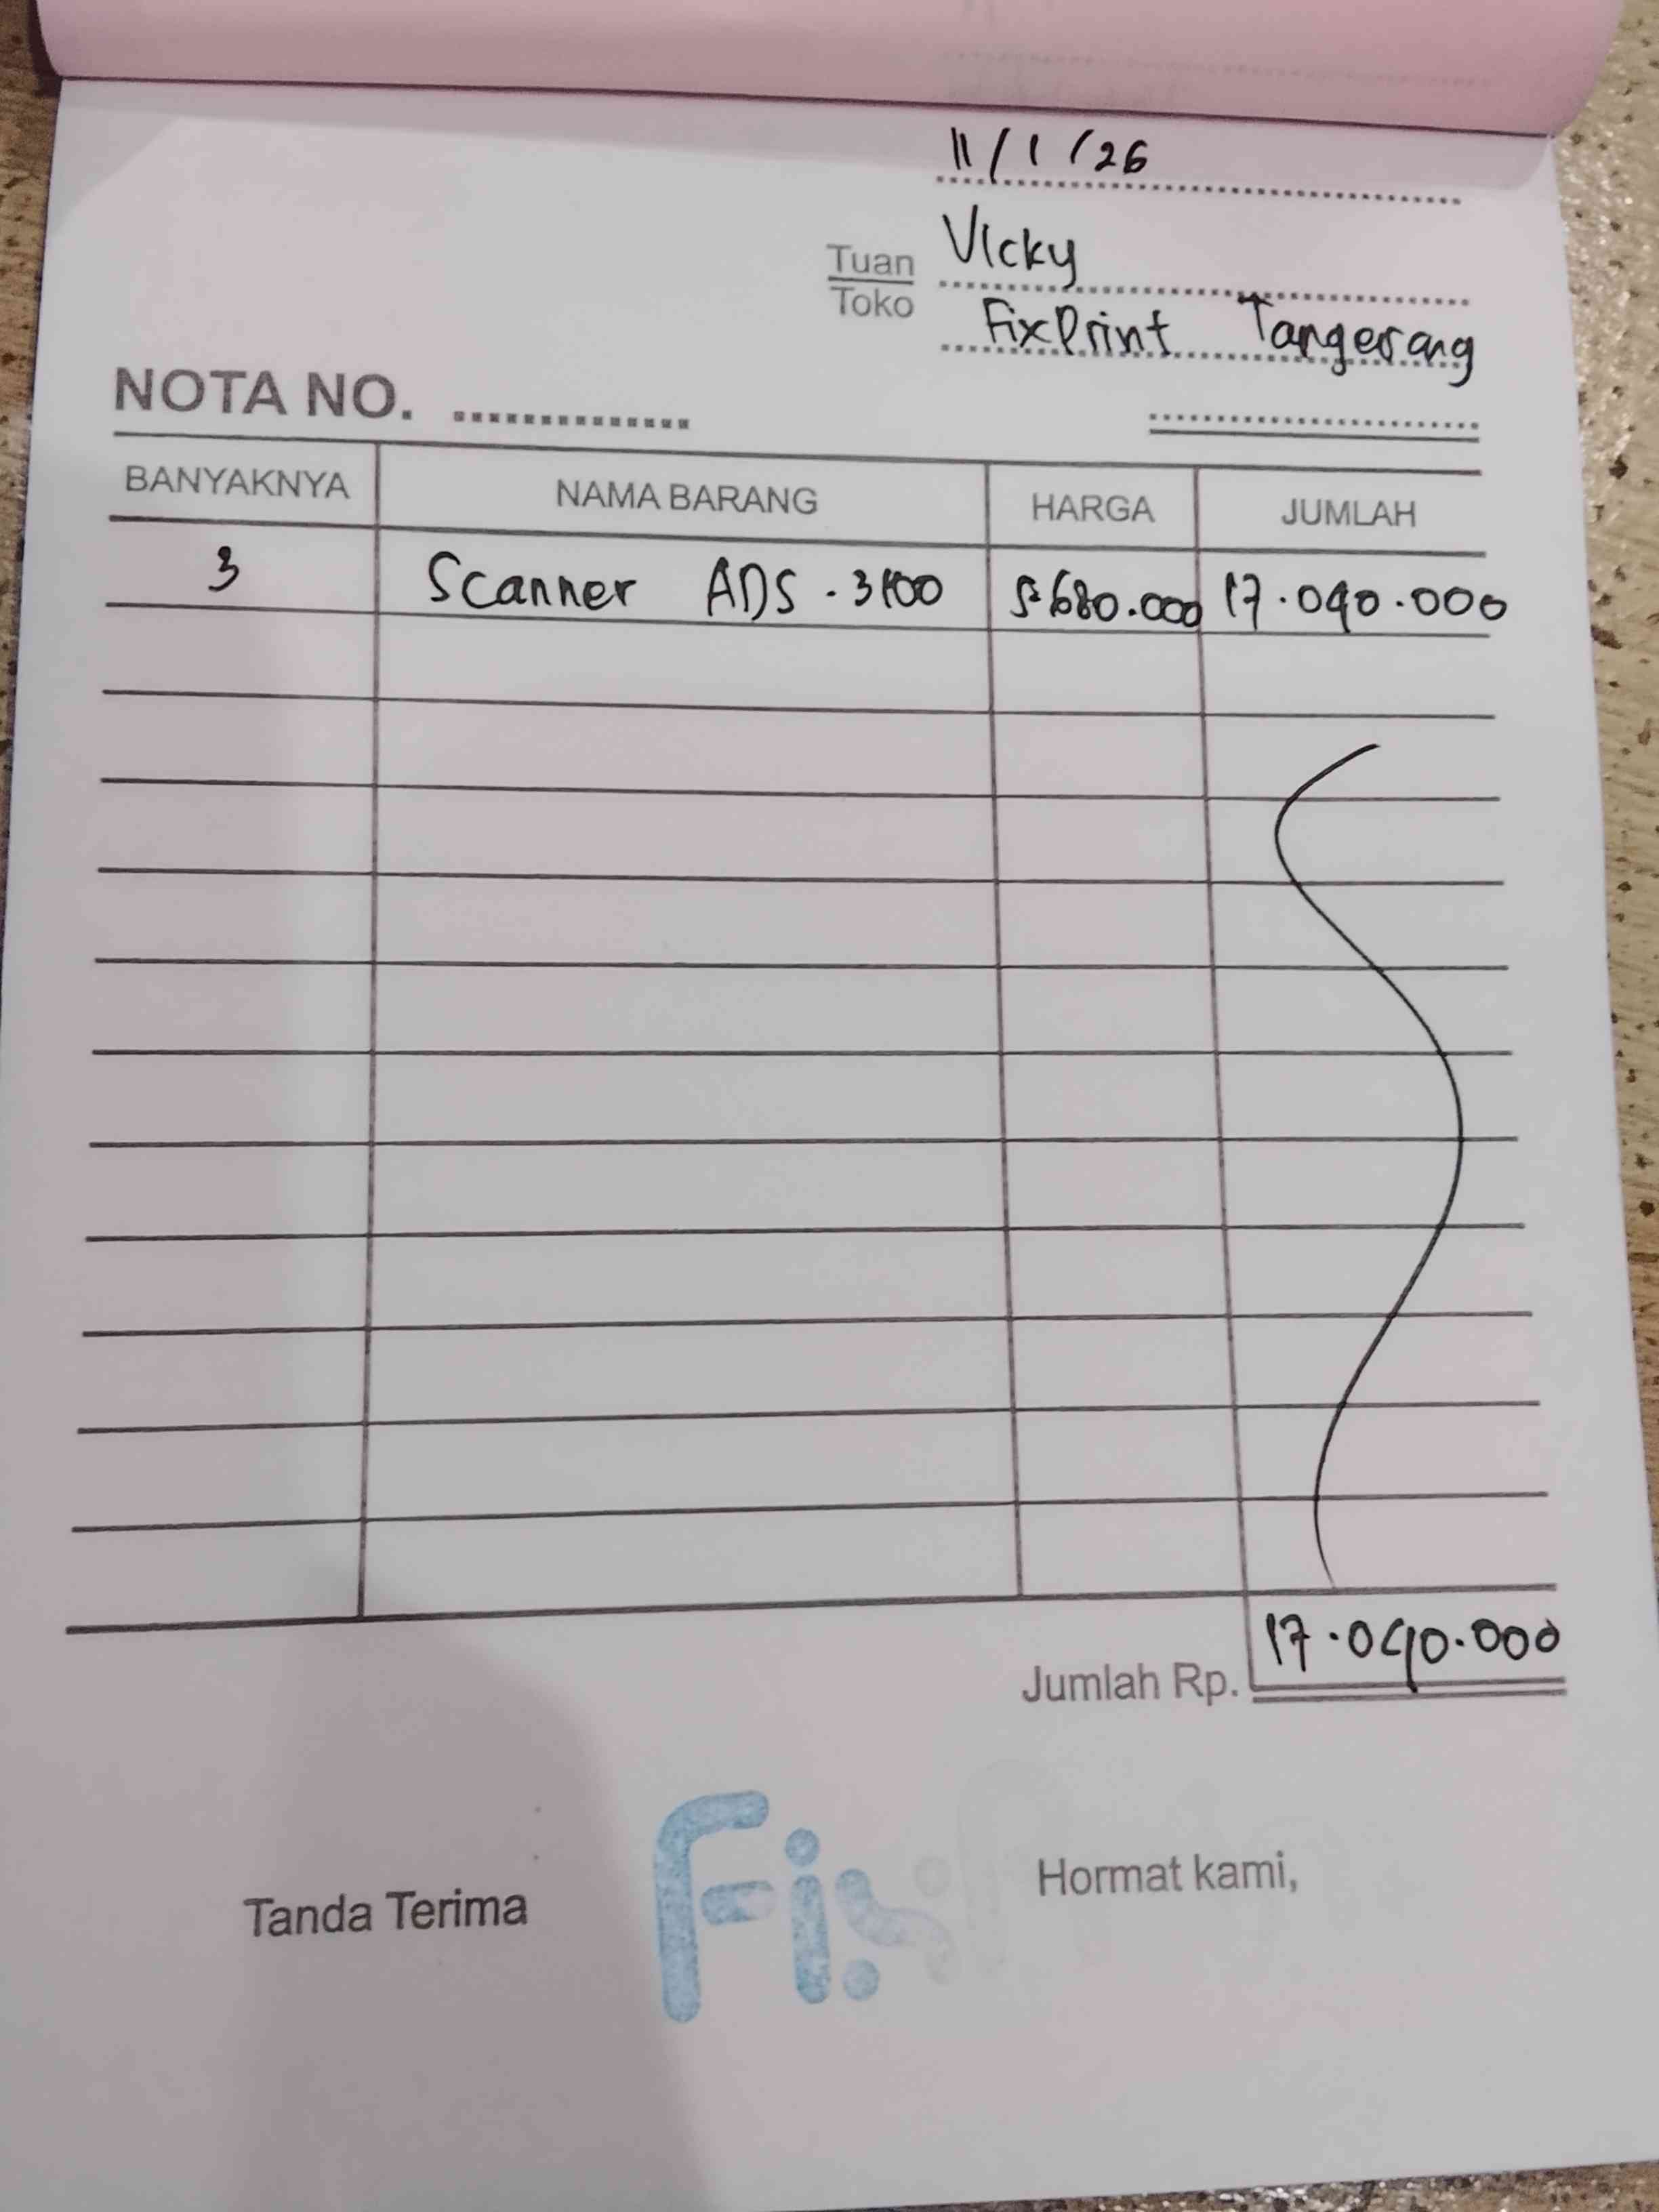 11/1/26
Tuan Vicky
Toko FixPrint Tangerang
NOTA NO. ..............
BANYAKNYA NAMA BARANG HARGA JUMLAH
3 Scanner ADS-3100 5.680.000 17.040.000
Jumlah Rp. 17.040.000
Tanda Terima Hormat kami,
Fix